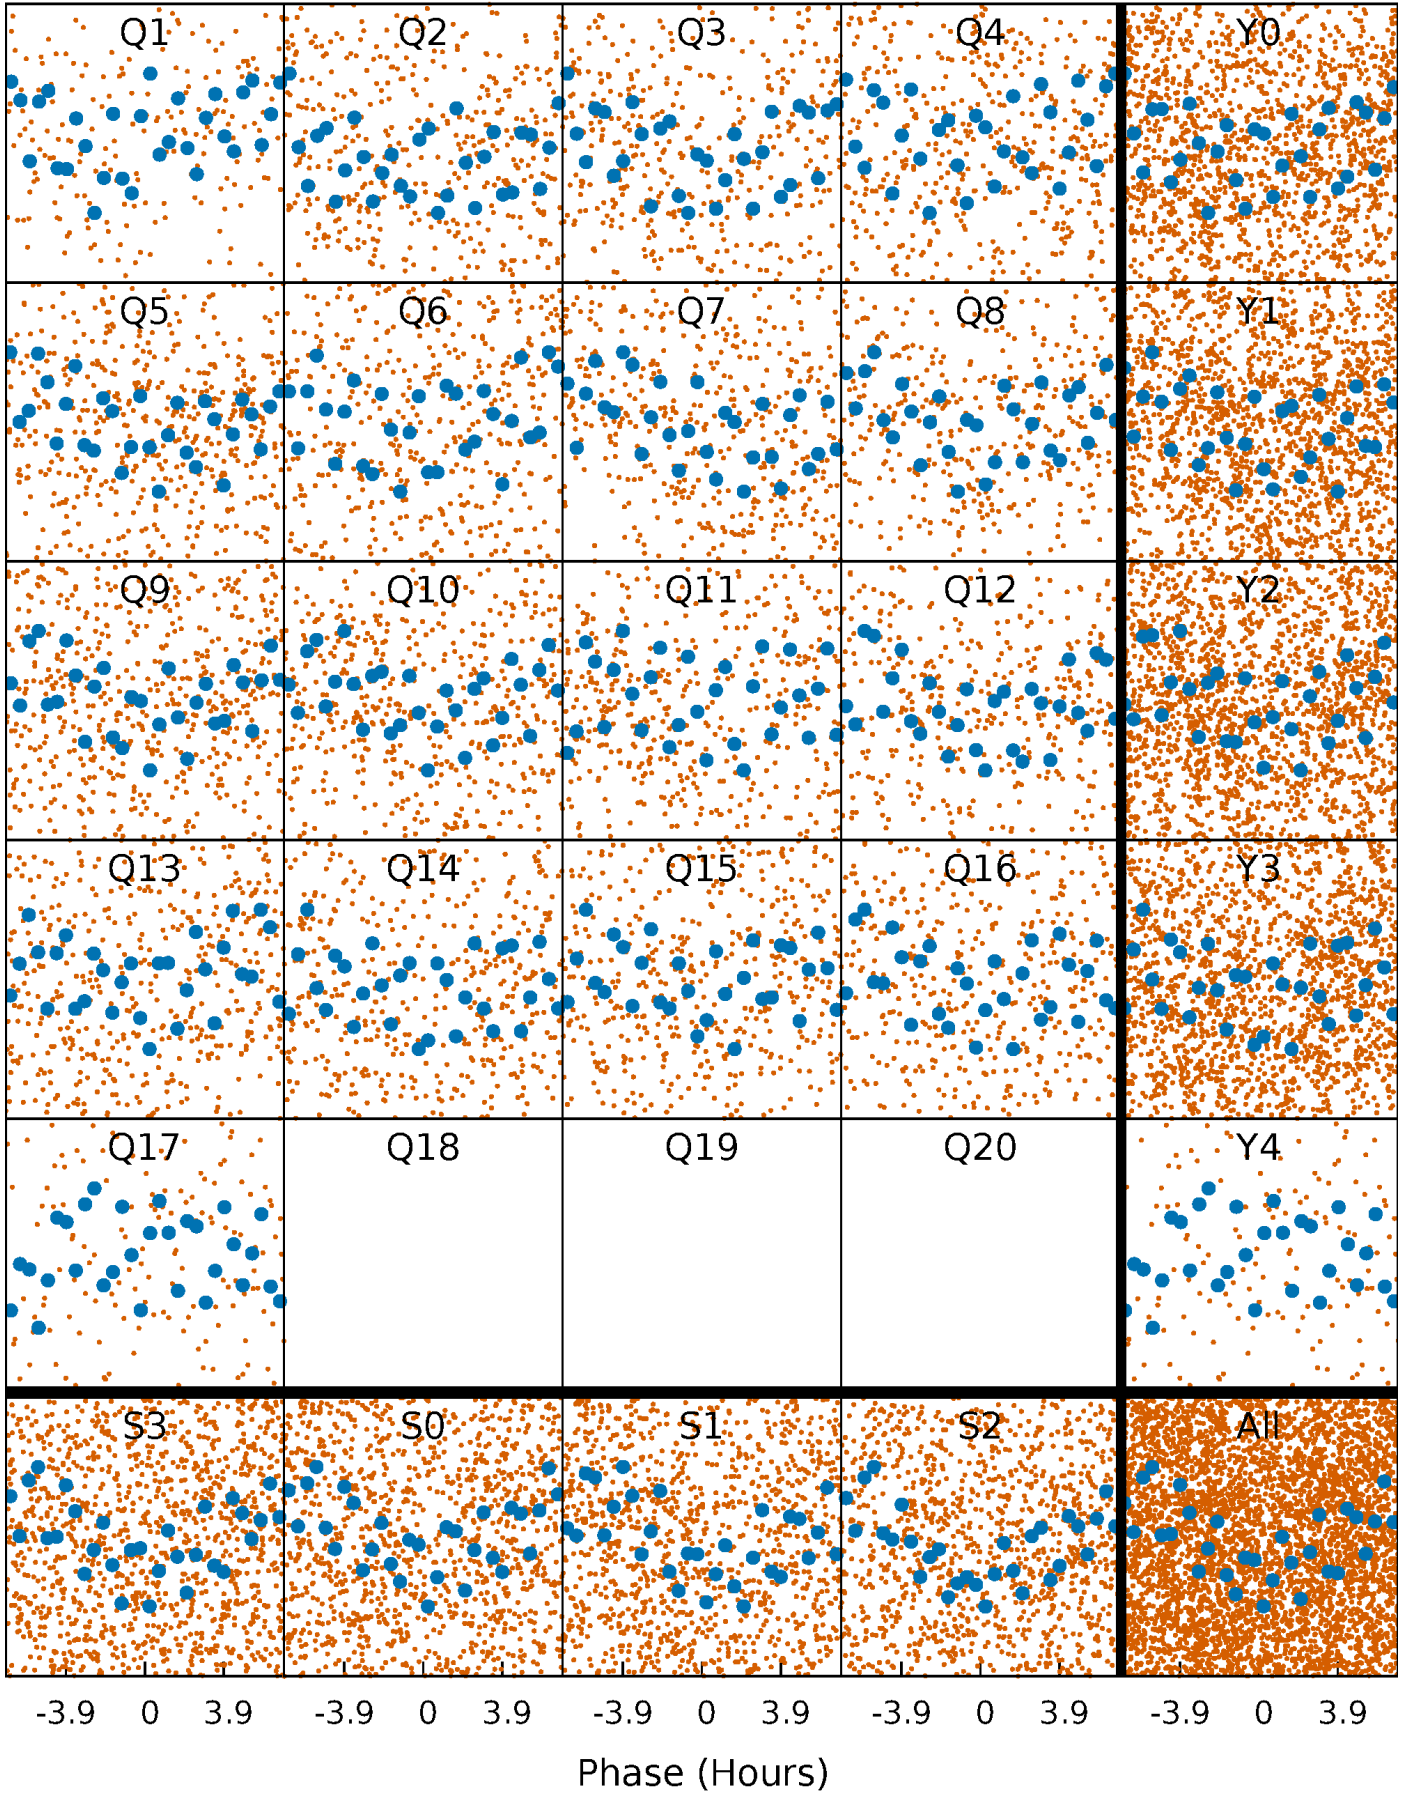 Q1 Q2 Q3 Q4 Y0
Q5 Q6 Q7 Q8 Y1
Q9 Q10 Q11 Q12 Y2
Q13 Q14 Q15 Q16 Y3
Q17 Q18 Q19 Q20 Y4
S3 S0 S1 S2 All
-3.9 0 3.9 -3.9 0 3.9 -3.9 0 3.9 -3.9 0 3.9 -3.9 0 3.9
Phase (Hours)